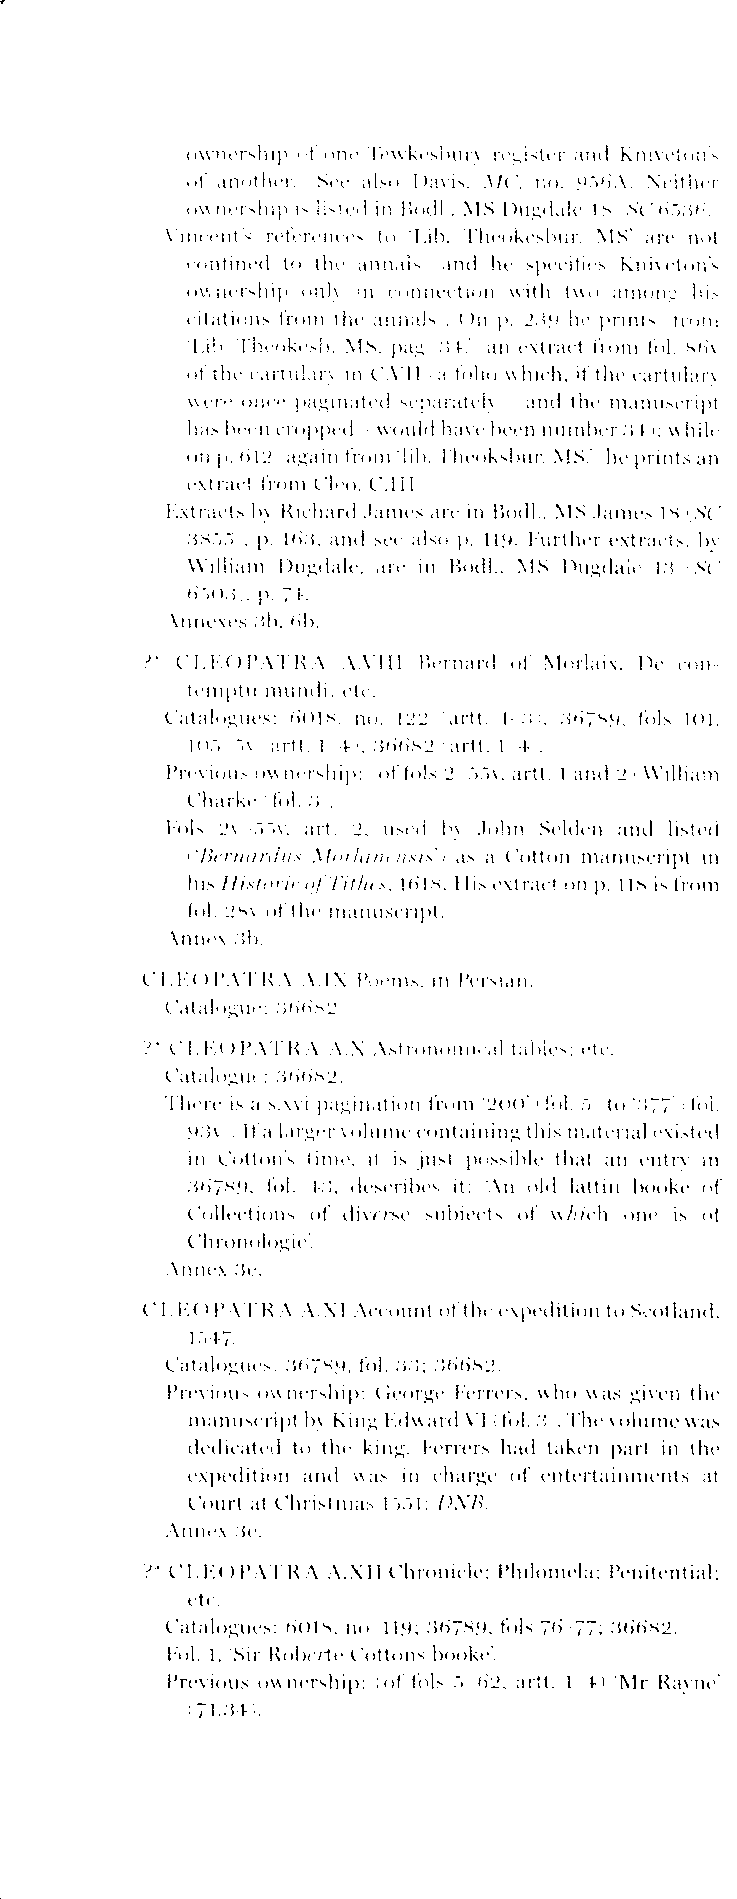 ownership of one Tewkesbury register and Kniveton's
of another. See also Davis, MC, no. 956A. Neither
ownership is listed in Bodl., MS Dugdale 18 (SC 6536).
Vincent's references to 'Lib. Theokesbur. MS' are not
confined to the annals (and he specifies Kniveton's
ownership only in connection with two among his
citations from the annals). On p. 239 he prints (from
'Lib. Theokesb. MS. pag. 34.') an extract from fol. 86v
of the cartulary in C.VII (a folio which, if the cartulary
were once paginated separately – and the manuscript
has been cropped – would have been number 34); while
on p. 612 (again from 'lib. Theoksbur. MS.') he prints an
extract from Cleo. C.III.
Extracts by Richard James are in Bodl., MS James 18 (SC
3855), p. 163, and see also p. 119. Further extracts, by
William Dugdale, are in Bodl., MS Dugdale 13 (SC
6503), p. 74.
Annexes 3b, 6b.
?* CLEOPATRA A.VIII Bernard of Morlaix, De con-
temptu mundi, etc.
Catalogues: 6018, no. 122 (artt. 1–3); 36789, fols 101,
105–5v (artt. 1–4); 36682 (artt. 1–4).
Previous ownership: (of fols 2–55v, artt. 1 and 2) William
Charke (fol. 3).
Fols 2v–55v, art. 2, used by John Selden and listed
('Bernardus Morlanensis') as a Cotton manuscript in
his Historie of Tithes, 1618. His extract on p. 118 is from
fol. 28v of the manuscript.
Annex 3b.
CLEOPATRA A.IX Poems, in Persian.
Catalogue: 36682
?* CLEOPATRA A.X Astronomical tables; etc.
Catalogue: 36682.
There is a s.xvi pagination from '200' (fol. 5) to '377' (fol.
93v). If a larger volume containing this material existed
in Cotton's time, it is just possible that an entry in
36789, fol. 43, describes it: 'An old lattin booke of
Collections of diverse subiects of which one is of
Chronologie'.
Annex 3e.
CLEOPATRA A.XI Account of the expedition to Scotland,
1547.
Catalogues: 36789, fol. 33; 36682.
Previous ownership: George Ferrers, who was given the
manuscript by King Edward VI (fol. 3). The volume was
dedicated to the king. Ferrers had taken part in the
expedition and was in charge of entertainments at
Court at Christmas 1551: DNB.
Annex 3e.
?* CLEOPATRA A.XII Chronicle; Philomela; Penitential;
etc.
Catalogues: 6018, no. 119; 36789, fols 76–77; 36682.
Fol. 1, 'Sir Roberte Cottons booke'.
Previous ownership: (of fols 5–62, artt. 1–4) 'Mr Rayne'
(71.34).